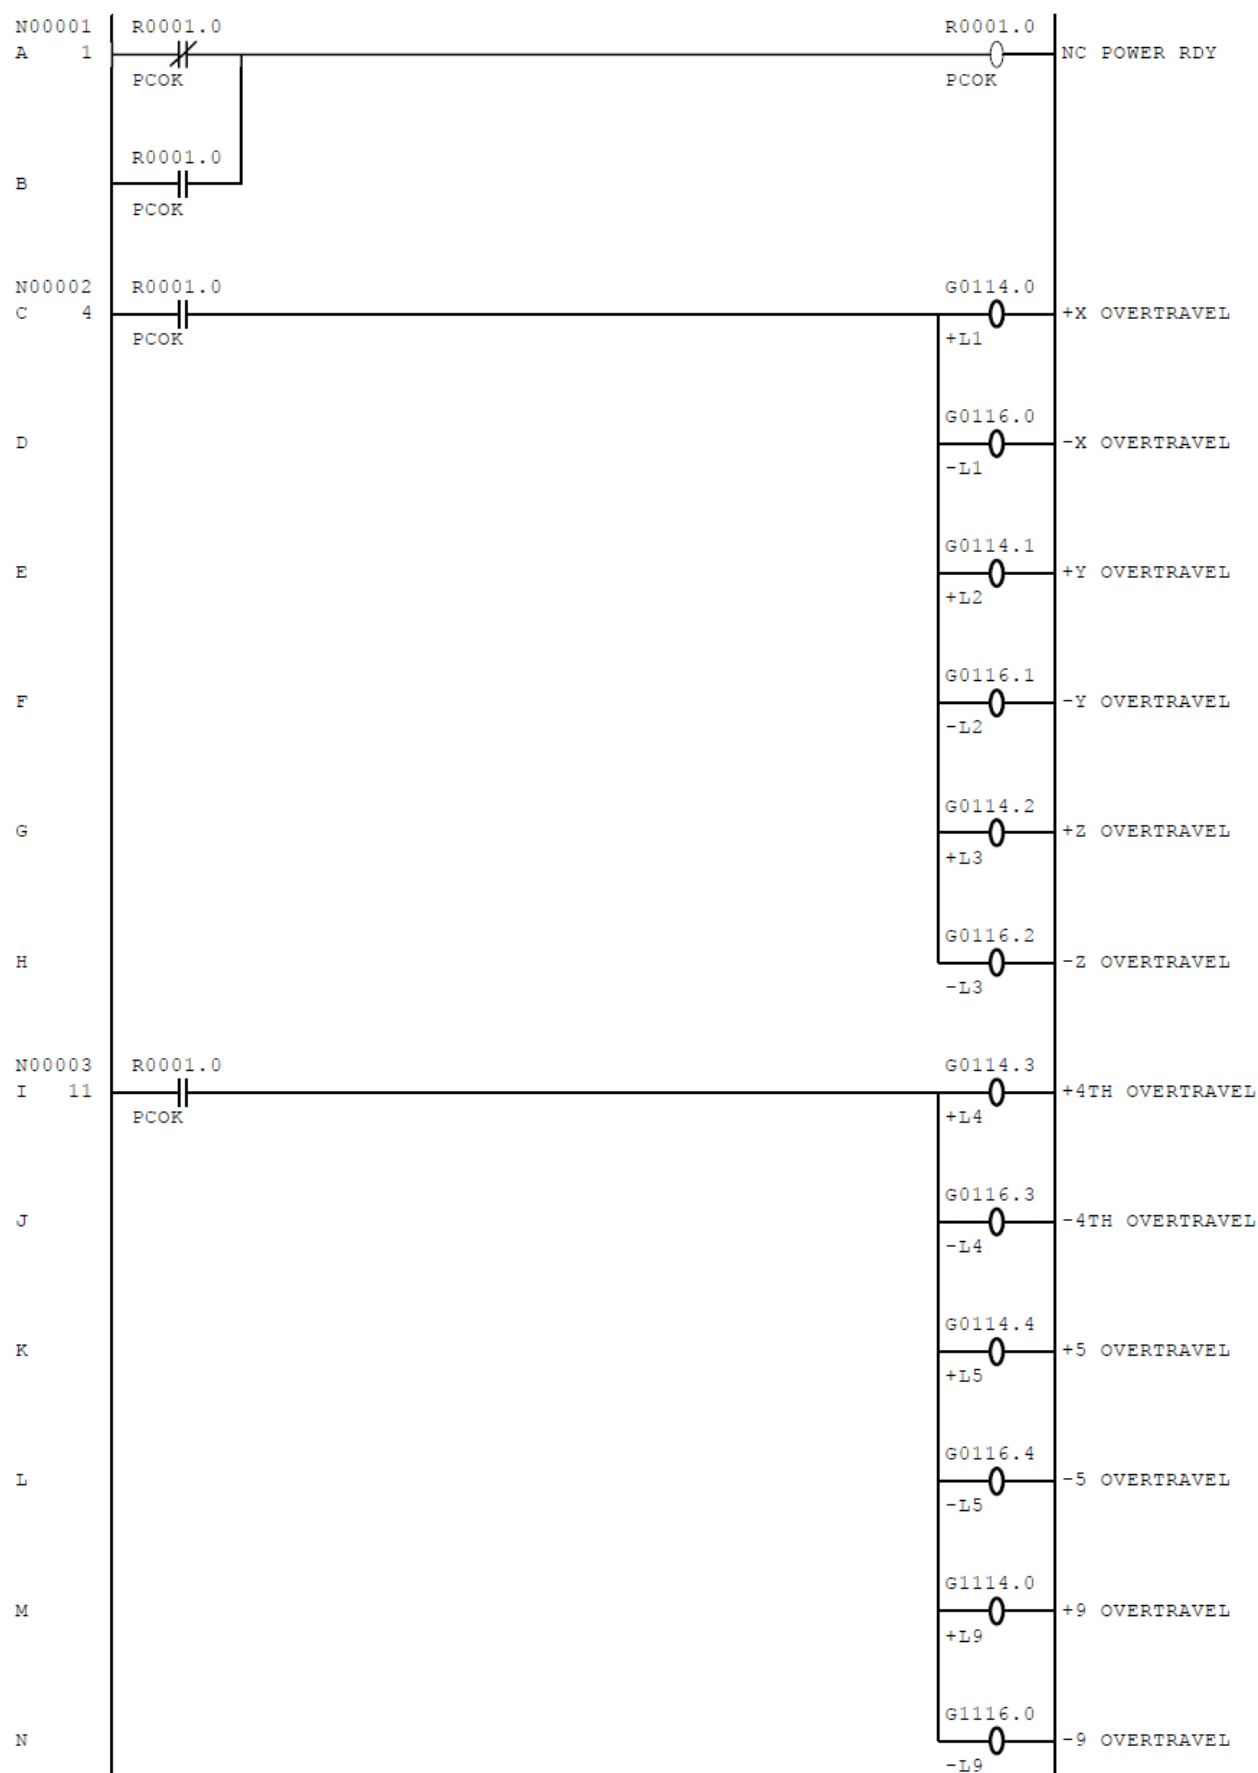 N00001 R0001.0 R0001.0
A 1 NC POWER RDY
PCOK PCOK
R0001.0
B
PCOK
N00002 R0001.0 G0114.0
C 4 +X OVERTRAVEL
PCOK +L1
G0116.0
D -X OVERTRAVEL
-L1
G0114.1
E +Y OVERTRAVEL
+L2
G0116.1
F -Y OVERTRAVEL
-L2
G0114.2
G +Z OVERTRAVEL
+L3
G0116.2
H -Z OVERTRAVEL
-L3
N00003 R0001.0 G0114.3
I 11 +4TH OVERTRAVEL
PCOK +L4
G0116.3
J -4TH OVERTRAVEL
-L4
G0114.4
K +5 OVERTRAVEL
+L5
G0116.4
L -5 OVERTRAVEL
-L5
G1114.0
M +9 OVERTRAVEL
+L9
G1116.0
N -9 OVERTRAVEL
-L9